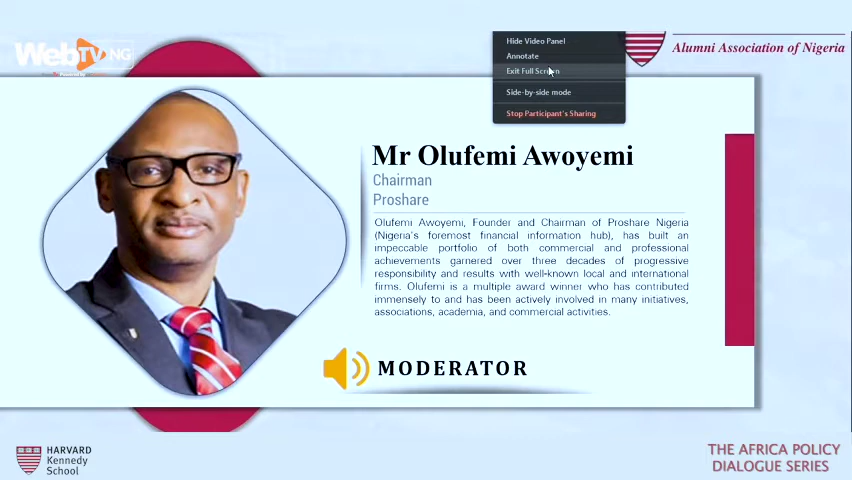 WebTV NG
Hide Video Panel
Annotate
Exit Full Screen
Side-by-side mode
Stop Participant's Sharing
Alumni Association of Nigeria
Mr Olufemi Awoyemi
Chairman
Proshare
Olufemi Awoyemi, Founder and Chairman of Proshare Nigeria
(Nigeria's foremost financial information hub), has built an
impeccable portfolio of both commercial and professional
achievements garnered over three decades of progressive
responsibility and results with well-known local and international
firms. Olufemi is a multiple award winner who has contributed
immensely to and has been actively involved in many initiatives,
associations, academia, and commercial activities.
MODERATOR
HARVARD
Kennedy
School
THE AFRICA POLICY
DIALOGUE SERIES